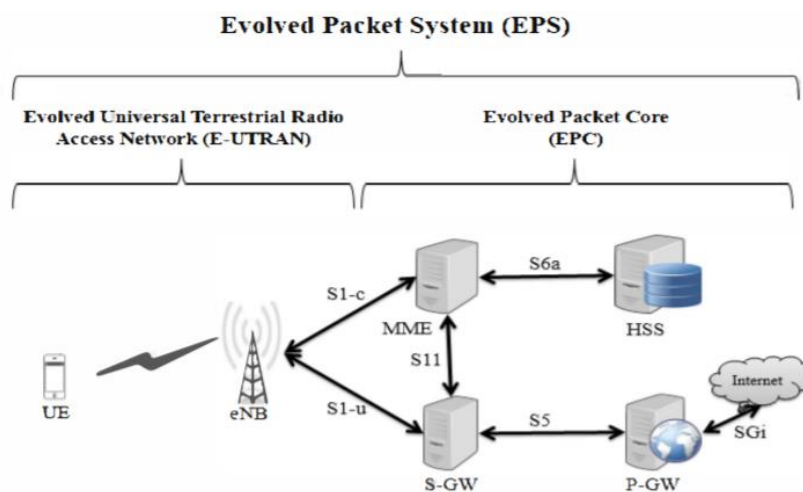 Evolved Packet System (EPS)
Evolved Universal Terrestrial Radio
Access Network (E-UTRAN)
Evolved Packet Core
(EPC)
S1-c
S6a
MME
HSS
S11
Internet
UE
eNB
S1-u
S5
SGi
S-GW
P-GW